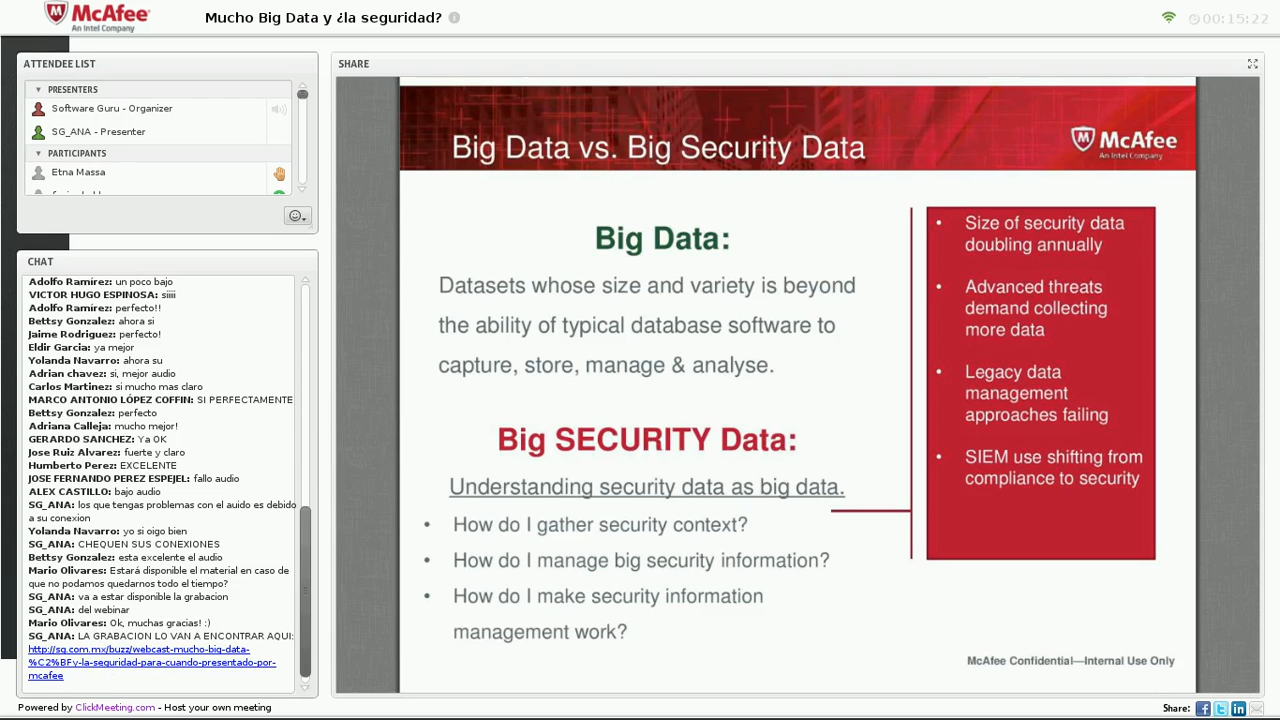 McAfee
An Intel Company
Mucho Big Data y ¿la seguridad?
00:15:22
ATTENDEE LIST
PRESENTERS
Software Guru - Organizer
SG_ANA - Presenter
PARTICIPANTS
Etna Massa
CHAT
Adolfo Ramírez: un poco bajo
VICTOR HUGO ESPINOSA: siiii
Adolfo Ramírez: perfecto!!
Bettsy Gonzalez: ahora si
Jaime Rodriguez: perfecto!
Eldir Garcia: ya mejor
Yolanda Navarro: ahora su
Adrian chavez: si, mejor audio
Carlos Martinez: si mucho mas claro
MARCO ANTONIO LÓPEZ COFFIN: SI PERFECTAMENTE
Bettsy Gonzalez: perfecto
Adriana Calleja: mucho mejor!
GERARDO SANCHEZ: Ya OK
Jose Ruiz Alvarez: fuerte y claro
Humberto Perez: EXCELENTE
JOSE FERNANDO PEREZ ESPEJEL: fallo audio
ALEX CASTILLO: bajo audio
SG_ANA: los que tengas problemas con el auido es debido
a su conexion
Yolanda Navarro: yo si oigo bien
SG_ANA: CHEQUEN SUS CONEXIONES
Bettsy Gonzalez: esta excelente el audio
Mario Olivares: Estará disponible el material en caso de
que no podamos quedarnos todo el tiempo?
SG_ANA: va a estar disponible la grabacion
SG_ANA: del webinar
Mario Olivares: Ok, muchas gracias! :)
SG_ANA: LA GRABACION LO VAN A ENCONTRAR AQUI:
http://sg.com.mx/buzz/webcast-mucho-big-data-
%C2%BFy-la-seguridad-para-cuando-presentado-por-
mcafee
SHARE
Big Data vs. Big Security Data
McAfee
An Intel Company
Big Data:
Datasets whose size and variety is beyond
the ability of typical database software to
capture, store, manage & analyse.
Big SECURITY Data:
Understanding security data as big data.
• How do I gather security context?
• How do I manage big security information?
• How do I make security information
management work?
• Size of security data
doubling annually
• Advanced threats
demand collecting
more data
• Legacy data
management
approaches failing
• SIEM use shifting from
compliance to security
McAfee Confidential—Internal Use Only
Powered by ClickMeeting.com - Host your own meeting
Share: